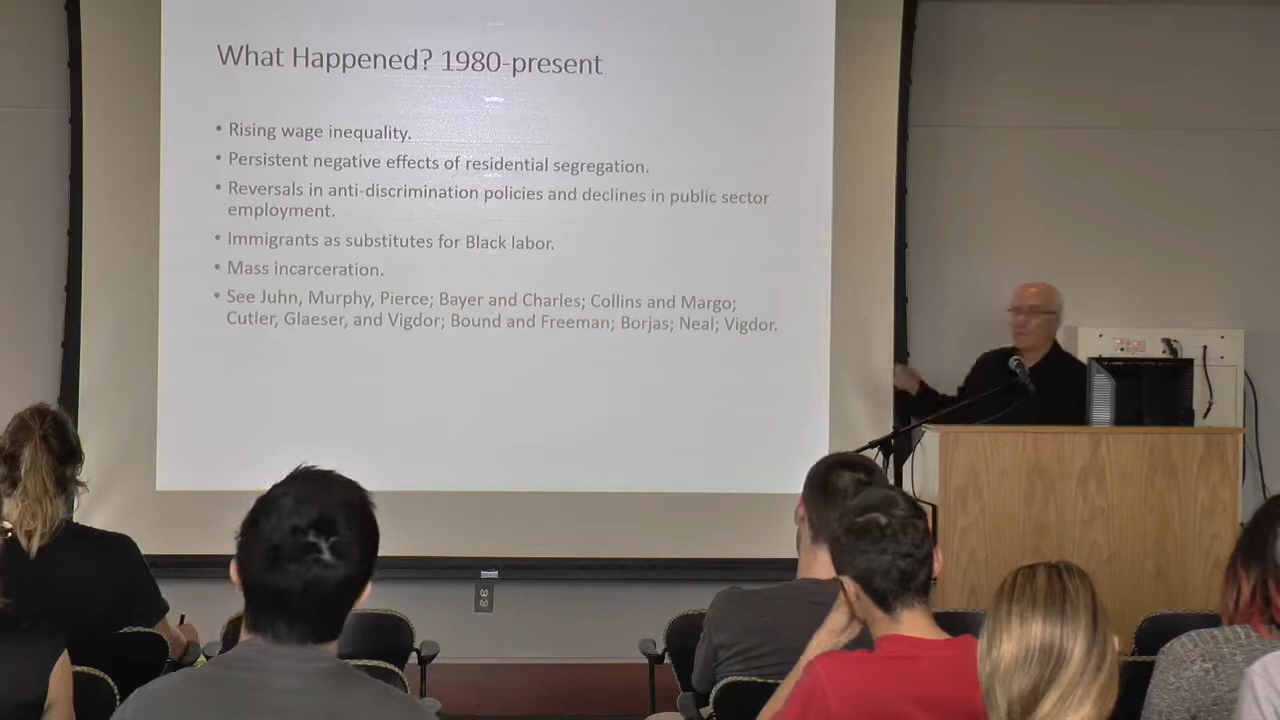 What Happened? 1980-present
• Rising wage inequality.
• Persistent negative effects of residential segregation.
• Reversals in anti-discrimination policies and declines in public sector
employment.
• Immigrants as substitutes for Black labor.
• Mass incarceration.
• See Juhn, Murphy, Pierce; Bayer and Charles; Collins and Margo;
Cutler, Glaeser, and Vigdor; Bound and Freeman; Borjas; Neal; Vigdor.